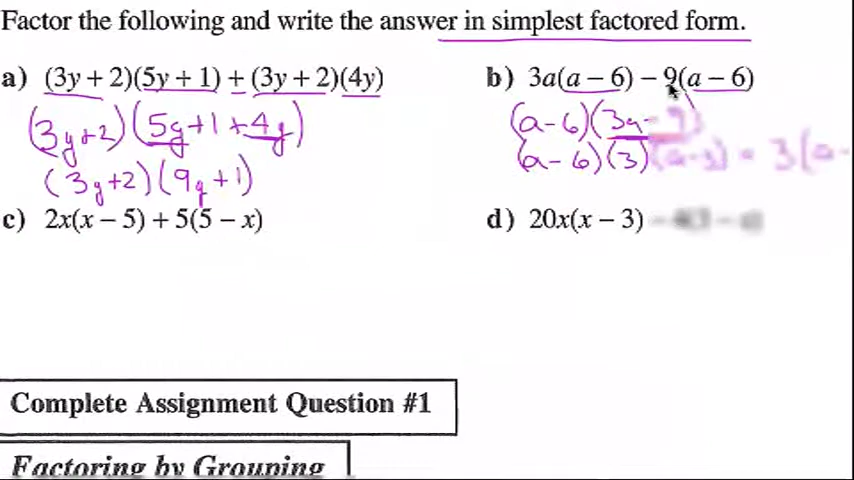 Factor the following and write the answer in simplest factored form.
a) (3y + 2)(5y + 1) + (3y + 2)(4y)
(3y+2)(5y+1+4y)
(3y+2)(9y+1)
b) 3a(a − 6) − 9(a − 6)
(a-6)(3a-9)
(a-6)(3)(a-3) = 3(a-
c) 2x(x − 5) + 5(5 − x)
d) 20x(x − 3)
Complete Assignment Question #1
Factoring by Grouping